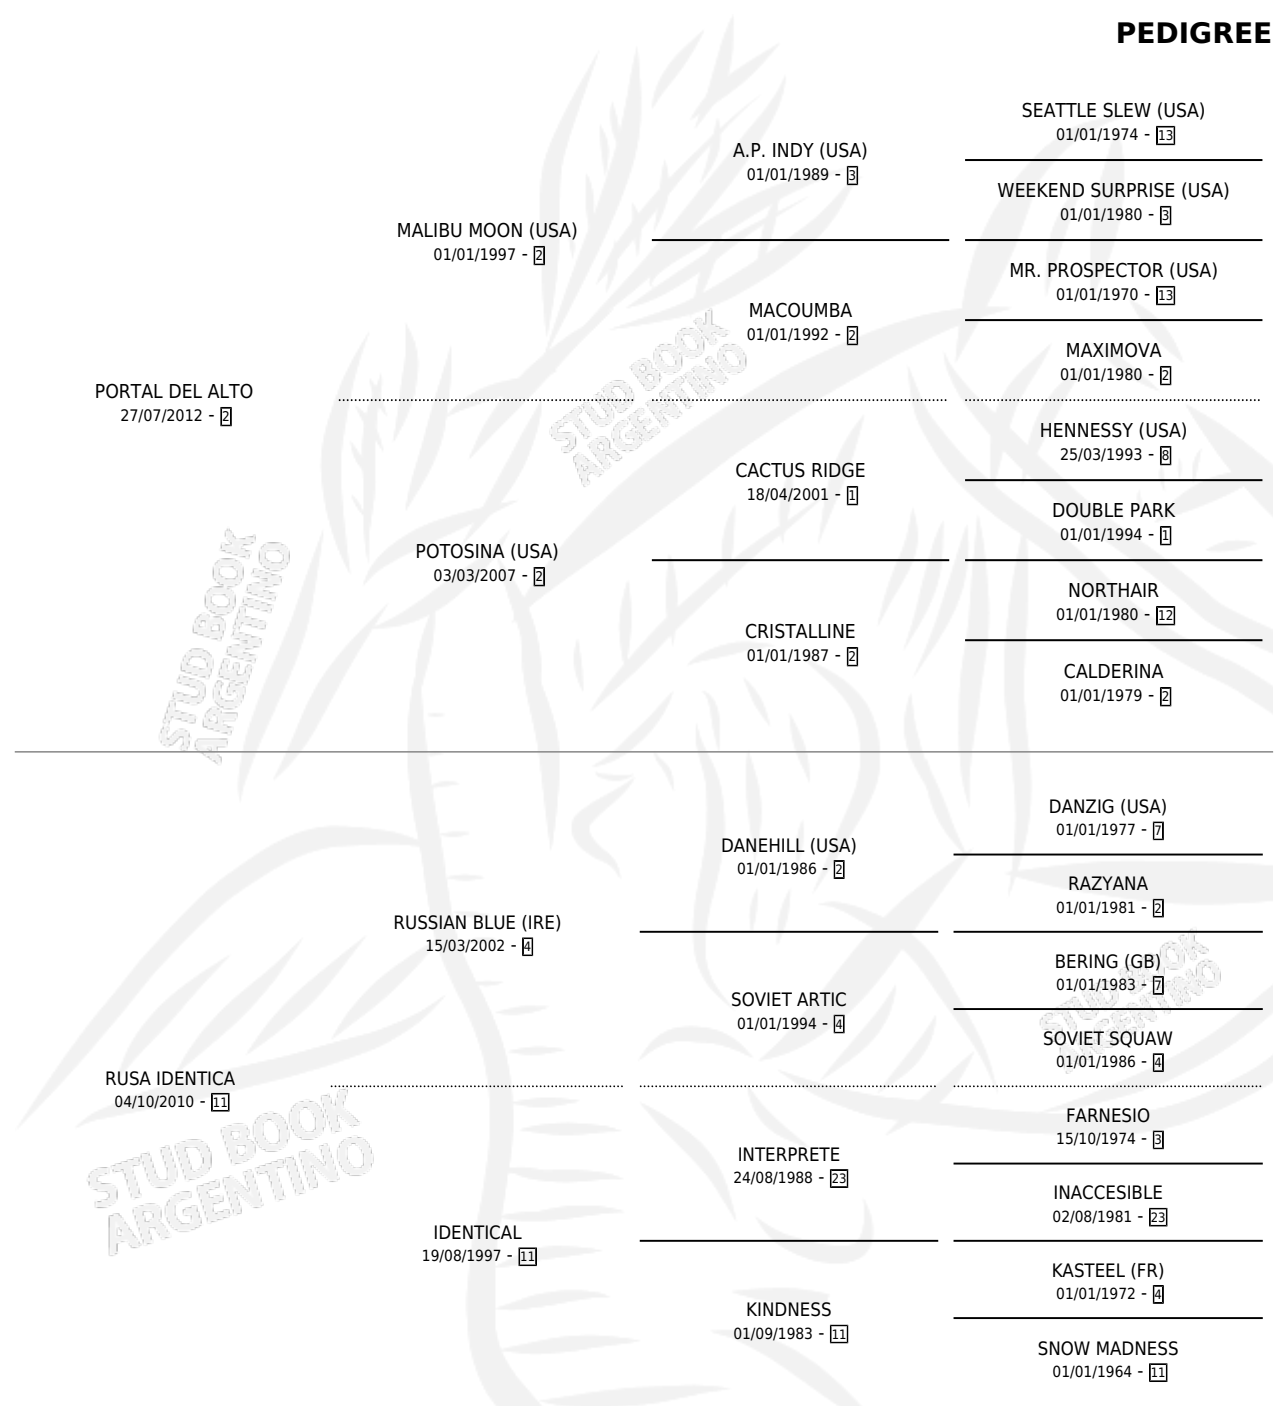 PEDIGREE
SEATTLE SLEW (USA)
01/01/1974 - 13
A.P. INDY (USA)
01/01/1989 - 3
WEEKEND SURPRISE (USA)
01/01/1980 - 3
MALIBU MOON (USA)
01/01/1997 - 2
MR. PROSPECTOR (USA)
01/01/1970 - 13
MACOUMBA
01/01/1992 - 2
MAXIMOVA
01/01/1980 - 2
PORTAL DEL ALTO
27/07/2012 - 2
STUD BOOK
ARGENTINO
HENNESSY (USA)
25/03/1993 - 8
CACTUS RIDGE
18/04/2001 - 1
DOUBLE PARK
01/01/1994 - 1
POTOSINA (USA)
03/03/2007 - 2
NORTHAIR
01/01/1980 - 12
CRISTALLINE
01/01/1987 - 2
CALDERINA
01/01/1979 - 2
STUD BOOK
ARGENTINO
DANZIG (USA)
01/01/1977 - 7
DANEHILL (USA)
01/01/1986 - 2
RAZYANA
01/01/1981 - 2
RUSSIAN BLUE (IRE)
15/03/2002 - 4
BERING (GB)
01/01/1983 - 7
SOVIET ARTIC
01/01/1994 - 4
STUD BOOK
ARGENTINO
SOVIET SQUAW
01/01/1986 - 4
RUSA IDENTICA
04/10/2010 - 11
FARNESIO
15/10/1974 - 3
INTERPRETE
24/08/1988 - 23
INACCESIBLE
02/08/1981 - 23
STUD BOOK
ARGENTINO
IDENTICAL
19/08/1997 - 11
KASTEEL (FR)
01/01/1972 - 4
KINDNESS
01/09/1983 - 11
SNOW MADNESS
01/01/1964 - 11